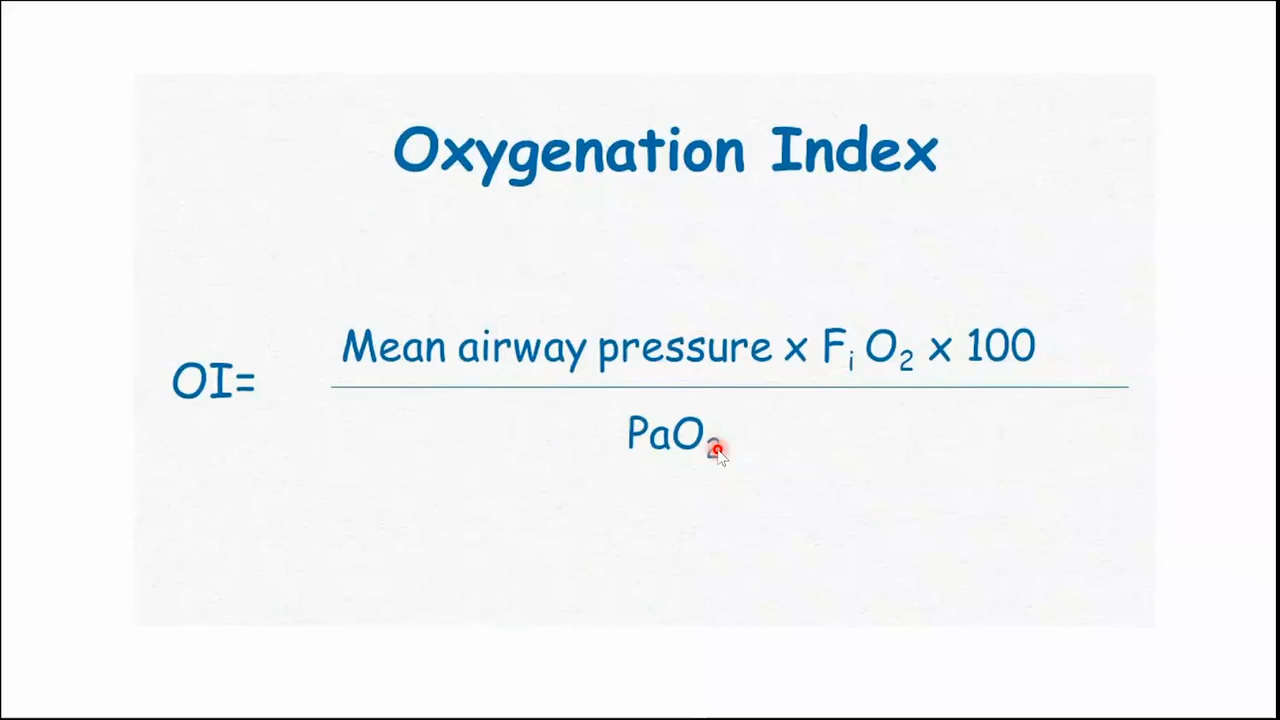 Oxygenation Index
Mean airway pressure x Fᵢ O₂ x 100
OI=
PaO₂